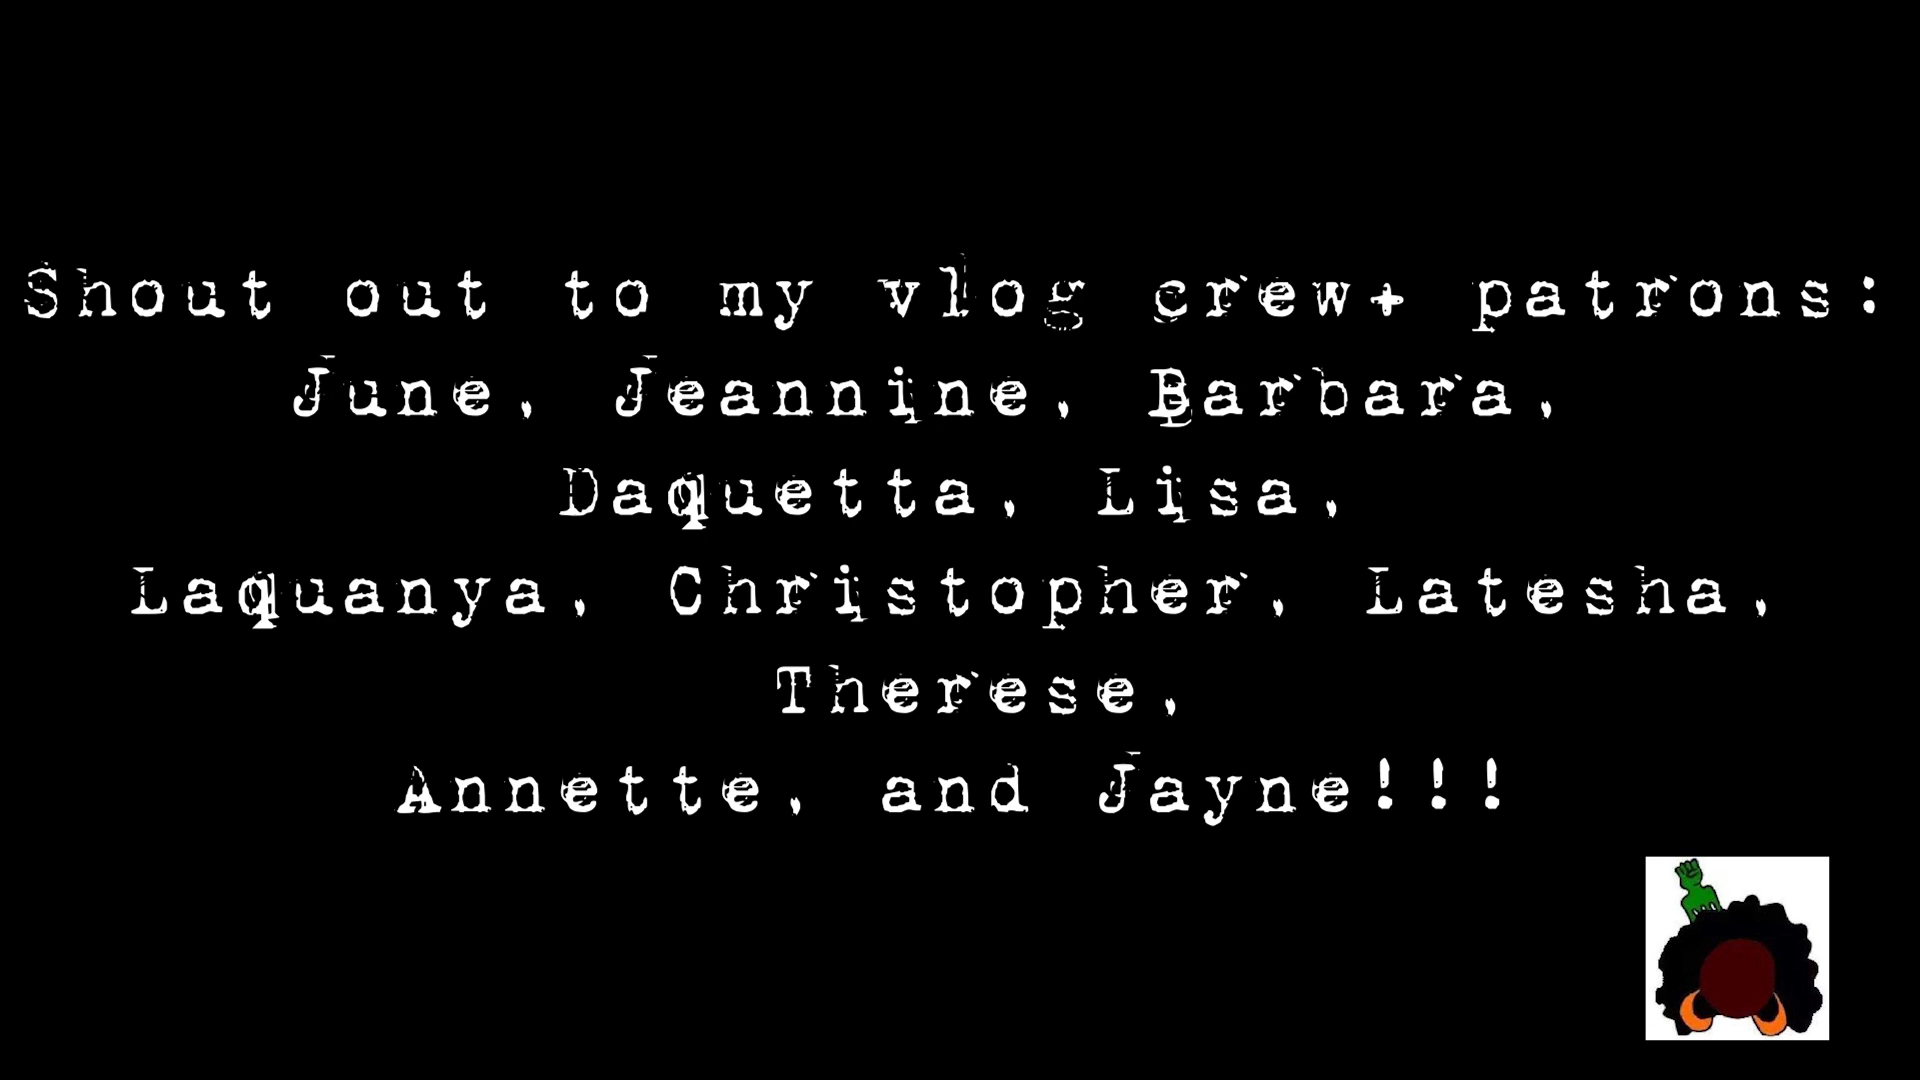 Shout out to my vlog crew+ patrons:
June, Jeannine, Barbara,
Daquetta, Lisa,
Laquanya, Christopher, Latesha,
Therese,
Annette, and Jayne!!!